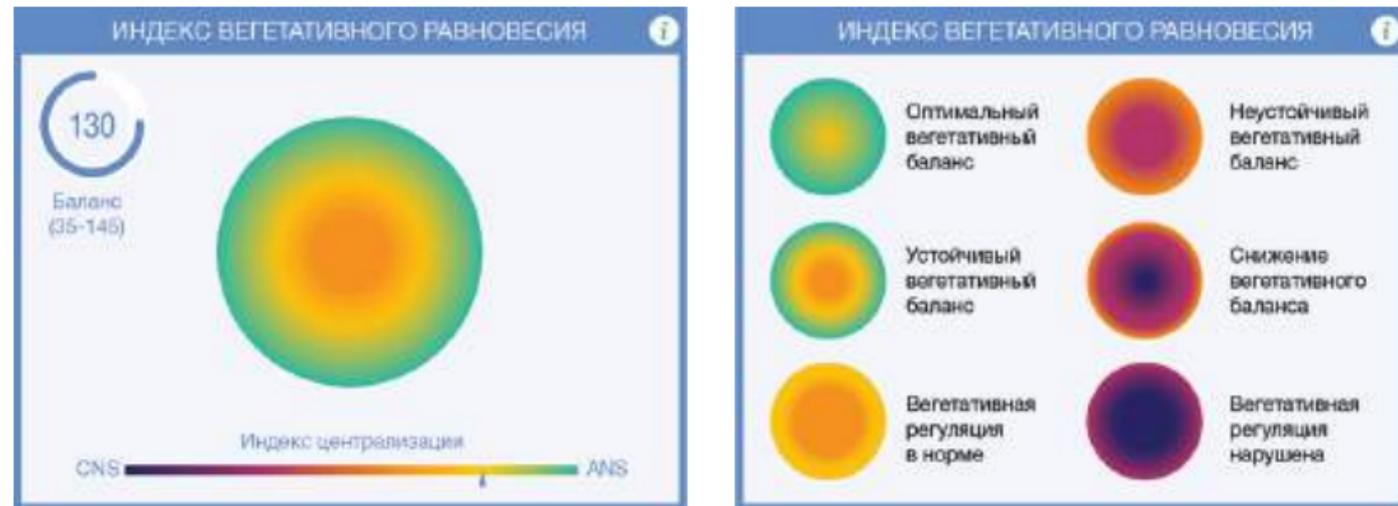 ИНДЕКС ВЕГЕТАТИВНОГО РАВНОВЕСИЯ
i
130
Баланс
(35-145)
Индекс централизации
CNS
ANS
ИНДЕКС ВЕГЕТАТИВНОГО РАВНОВЕСИЯ
i
Оптимальный
вегетативный
баланс
Неустойчивый
вегетативный
баланс
Устойчивый
вегетативный
баланс
Снижение
вегетативного
баланса
Вегетативная
регуляция
в норме
Вегетативная
регуляция
нарушена